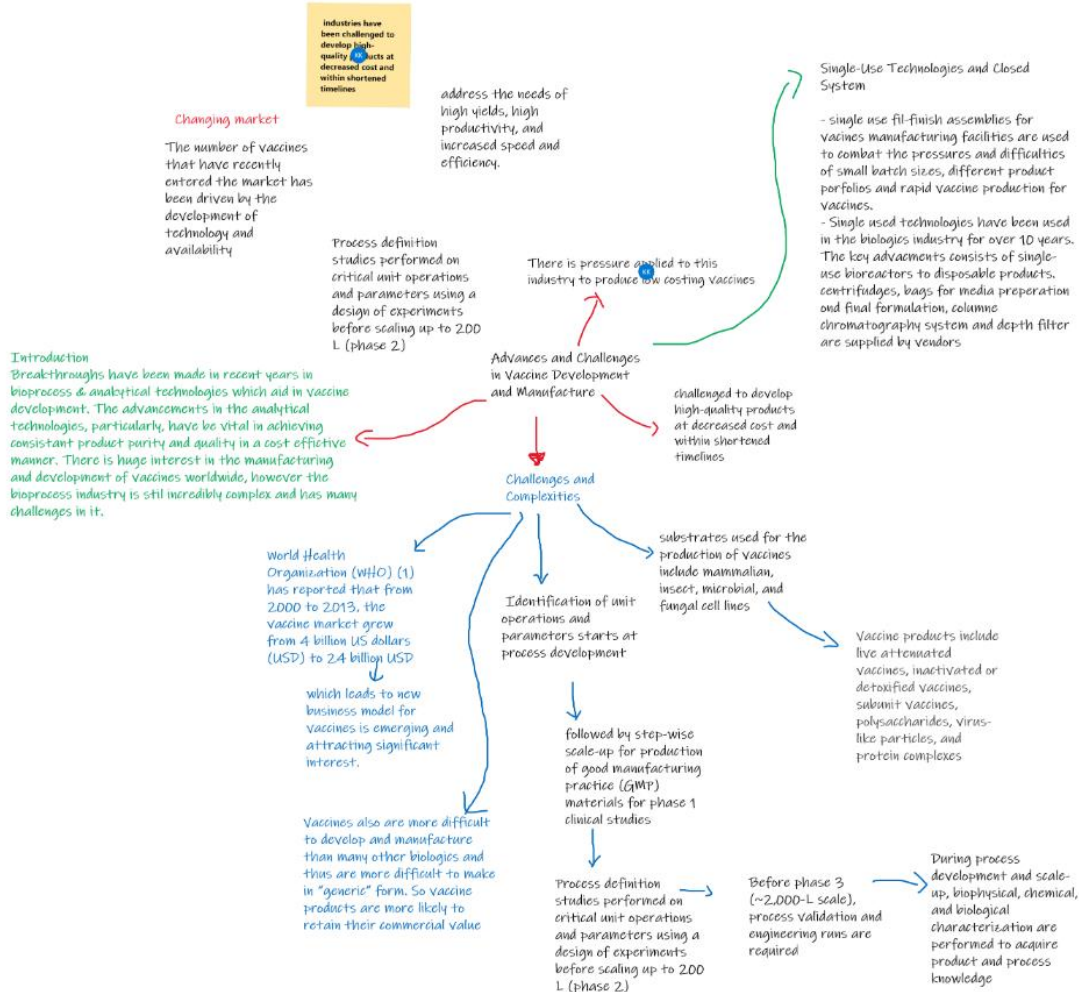 industries have
been challenged to
develop high-
quality products at
decreased cost and
within shortened
timelines
address the needs of
high yields, high
productivity, and
increased speed and
efficiency.
Changing market
The number of vaccines
that have recently
entered the market has
been driven by the
development of
technology and
availability
Single-Use Technologies and Closed
System
- single use fil-finish assemblies for
vacines manufacturing facilities are used
to combat the pressures and difficulties
of small batch sizes, different product
porfolios and rapid vaccine production for
vaccines.
- Single used technologies have been used
in the biologics industry for over 10 years.
The key advacments consists of single-
use bioreactors to disposable products.
centrifudges, bags for media preperation
ond final formulation, columne
chromatography system and depth filter
are supplied by vendors
Process definition
studies performed on
critical unit operations
and parameters using a
design of experiments
before scaling up to 200
L (phase 2)
There is pressure applied to this
industry to produce low costing vaccines
KK
KK
Advances and Challenges
in Vaccine Development
and Manufacture
Introduction
Breakthroughs have been made in recent years in
bioprocess & analytical technologies which aid in vaccine
development. The advancements in the analytical
technologies, particularly, have be vital in achieving
consistant product purity and quality in a cost effictive
manner. There is huge interest in the manufacturing
and development of vaccines worldwide, however the
bioprocess industry is stil incredibly complex and has many
challenges in it.
challenged to develop
high-quality products
at decreased cost and
within shortened
timelines
Challenges and
Complexities
World Health
Organization (WHO) (1)
has reported that from
2000 to 2013, the
vaccine market grew
from 4 billion US dollars
(USD) to 24 billion USD
which leads to new
business model for
vaccines is emerging and
attracting significant
interest.
Vaccines also are more difficult
to develop and manufacture
than many other biologics and
thus are more difficult to make
in "generic" form. So vaccine
products are more likely to
retain their commercial value
Identification of unit
operations and
parameters starts at
process development
followed by step-wise
scale-up for production
of good manufacturing
practice (GMP)
materials for phase 1
clinical studies
Process definition
studies performed on
critical unit operations
and parameters using a
design of experiments
before scaling up to 200
L (phase 2)
Before phase 3
(~2,000-L scale),
process validation and
engineering runs are
required
During process
development and scale-
up, biophysical, chemical,
and biological
characterization are
performed to acquire
product and process
knowledge
substrates used for the
production of vaccines
include mammalian,
insect, microbial, and
fungal cell lines
Vaccine products include
live attenuated
vaccines, inactivated or
detoxified vaccines,
subunit vaccines,
polysaccharides, virus-
like particles, and
protein complexes